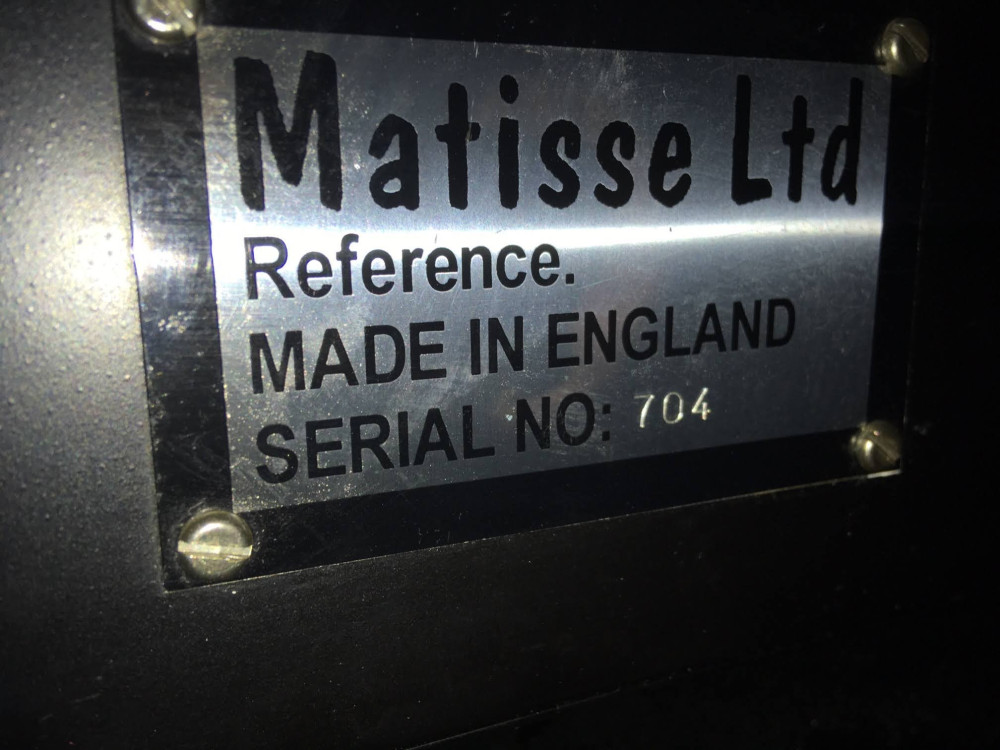 Matisse Ltd
Reference.
MADE IN ENGLAND
SERIAL NO: 704